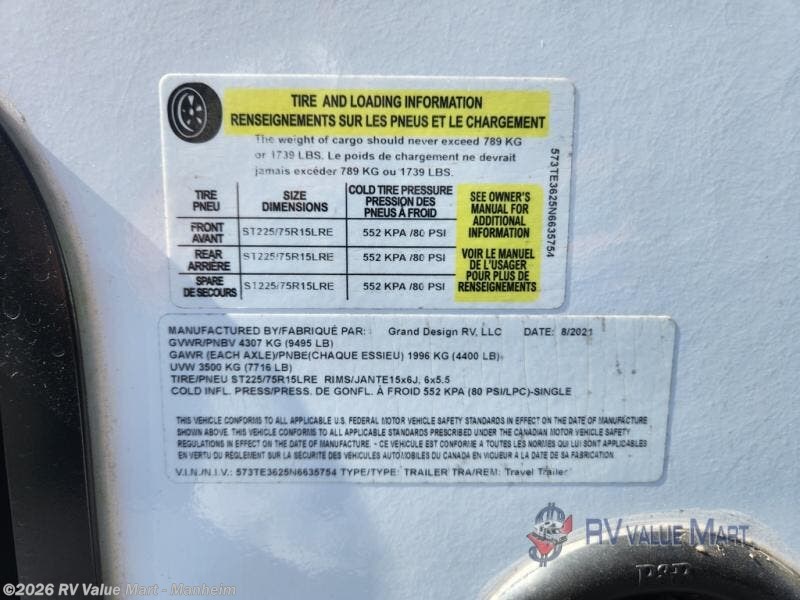 TIRE AND LOADING INFORMATION
RENSEIGNEMENTS SUR LES PNEUS ET LE CHARGEMENT
The weight of cargo should never exceed 789 KG
or 1739 LBS. Le poids de chargement ne devrait
jamais excéder 789 KG ou 1739 LBS.
TIRE PNEU
SIZE DIMENSIONS
COLD TIRE PRESSURE
PRESSION DES
PNEUS À FROID
FRONT AVANT ST225/75R15LRE 552 KPA /80 PSI
REAR ARRIÈRE ST225/75R15LRE 552 KPA /80 PSI
SPARE DE SECOURS ST225/75R15LRE 552 KPA /80 PSI
SEE OWNER'S
MANUAL FOR
ADDITIONAL
INFORMATION
VOIR LE MANUEL
DE L'USAGER
POUR PLUS DE
RENSEIGNEMENTS
573TE3625N6635754
MANUFACTURED BY/FABRIQUÉ PAR: Grand Design RV, LLC DATE: 8/2021
GVWR/PNBV 4307 KG (9495 LB)
GAWR (EACH AXLE)/PNBE(CHAQUE ESSIEU) 1996 KG (4400 LB)
UVW 3500 KG (7716 LB)
TIRE/PNEU ST225/75R15LRE RIMS/JANTE15x6J, 6x5.5
COLD INFL. PRESS/PRESS. DE GONFL. À FROID 552 KPA (80 PSI/LPC)-SINGLE
THIS VEHICLE CONFORMS TO ALL APPLICABLE U.S. FEDERAL MOTOR VEHICLE SAFETY STANDARDS IN EFFECT ON THE DATE OF MANUFACTURE
SHOWN ABOVE. THIS VEHICLE CONFORMS TO ALL APPLICABLE STANDARDS PRESCRIBED UNDER THE CANADIAN MOTOR VEHICLE SAFETY
REGULATIONS IN EFFECT ON THE DATE OF MANUFACTURE. - CE VEHICULE EST CONFORME A TOUTES LES NORMES QUI LUI SONT APPLICABLES
EN VERTU DU REGLEMENT SUR LA SÉCURITE DES VÉHICULES AUTOMOBILES DU CANADA EN VIGUEUR A LA DATE DE SA FABRICATION.
V.I.N./N.I.V.: 573TE3625N6635754 TYPE/TYPE: TRAILER TRA/REM: Travel Trailer
RV VALUE MART
©2026 RV Value Mart - Manheim